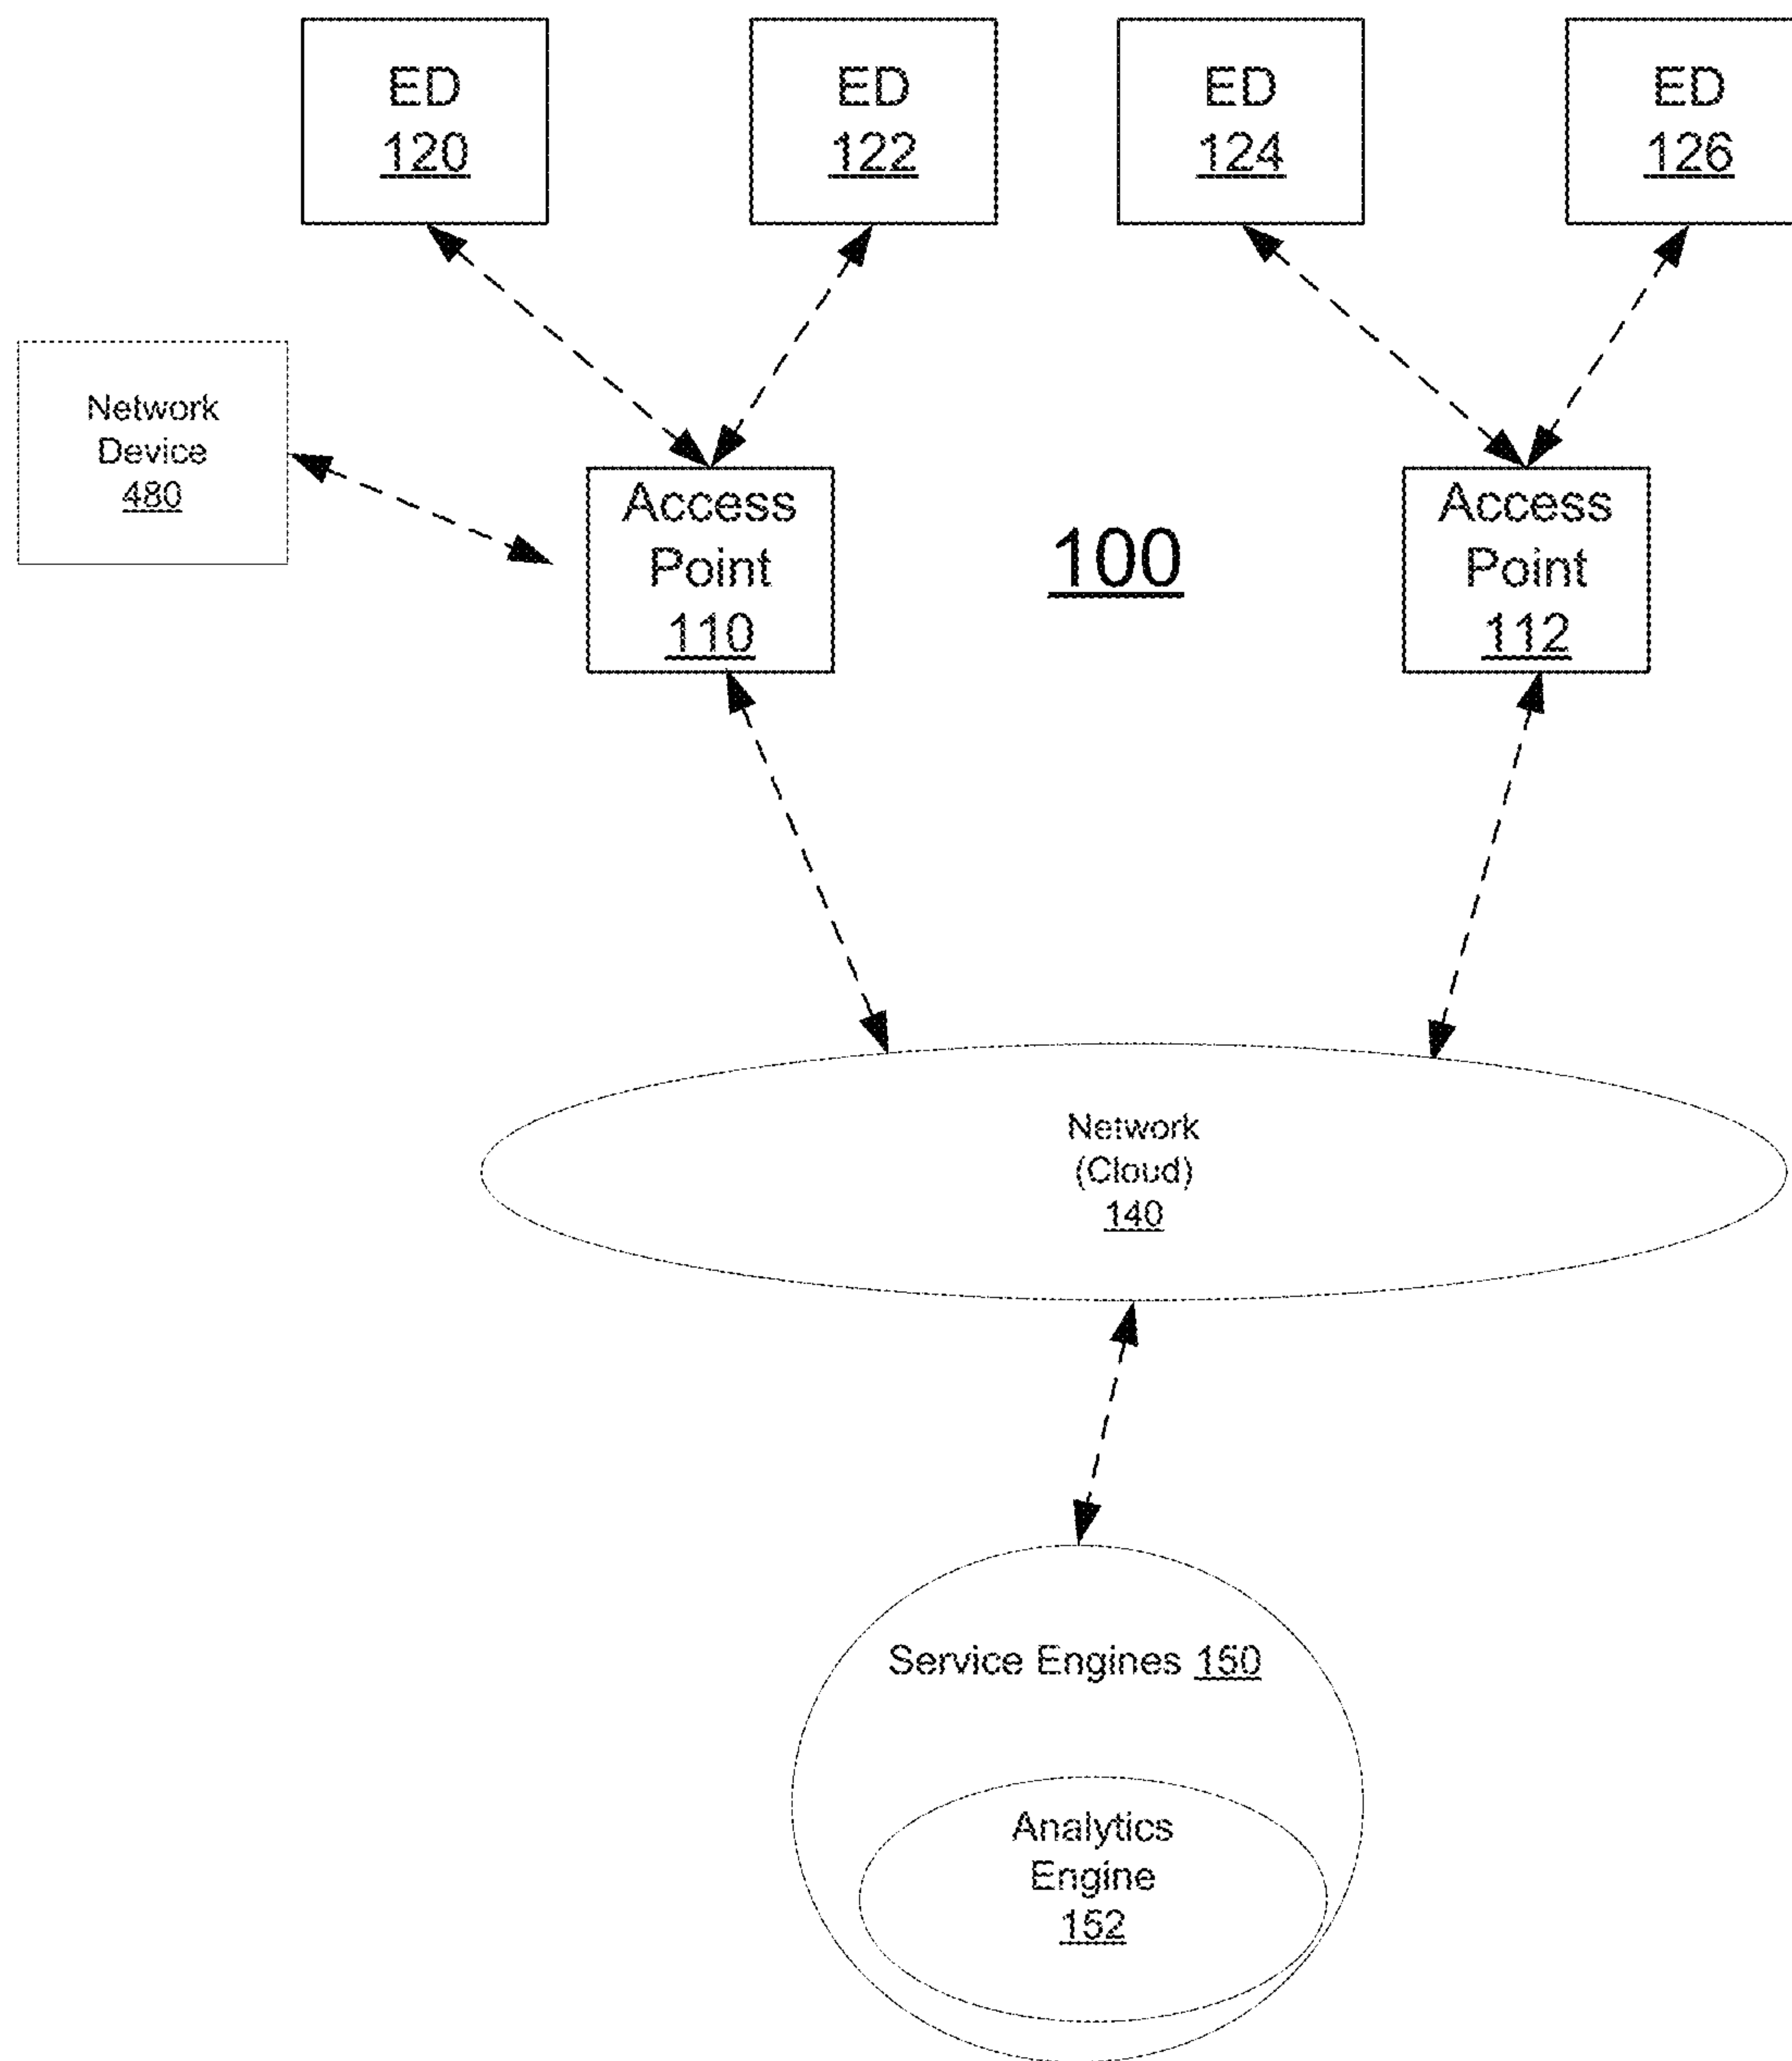 ED
120
ED
122
ED
124
ED
126
Network
Device
480
Access
Point
110
100
Access
Point
112
Network
(Cloud)
140
Service Engines 150
Analytics
Engine
152